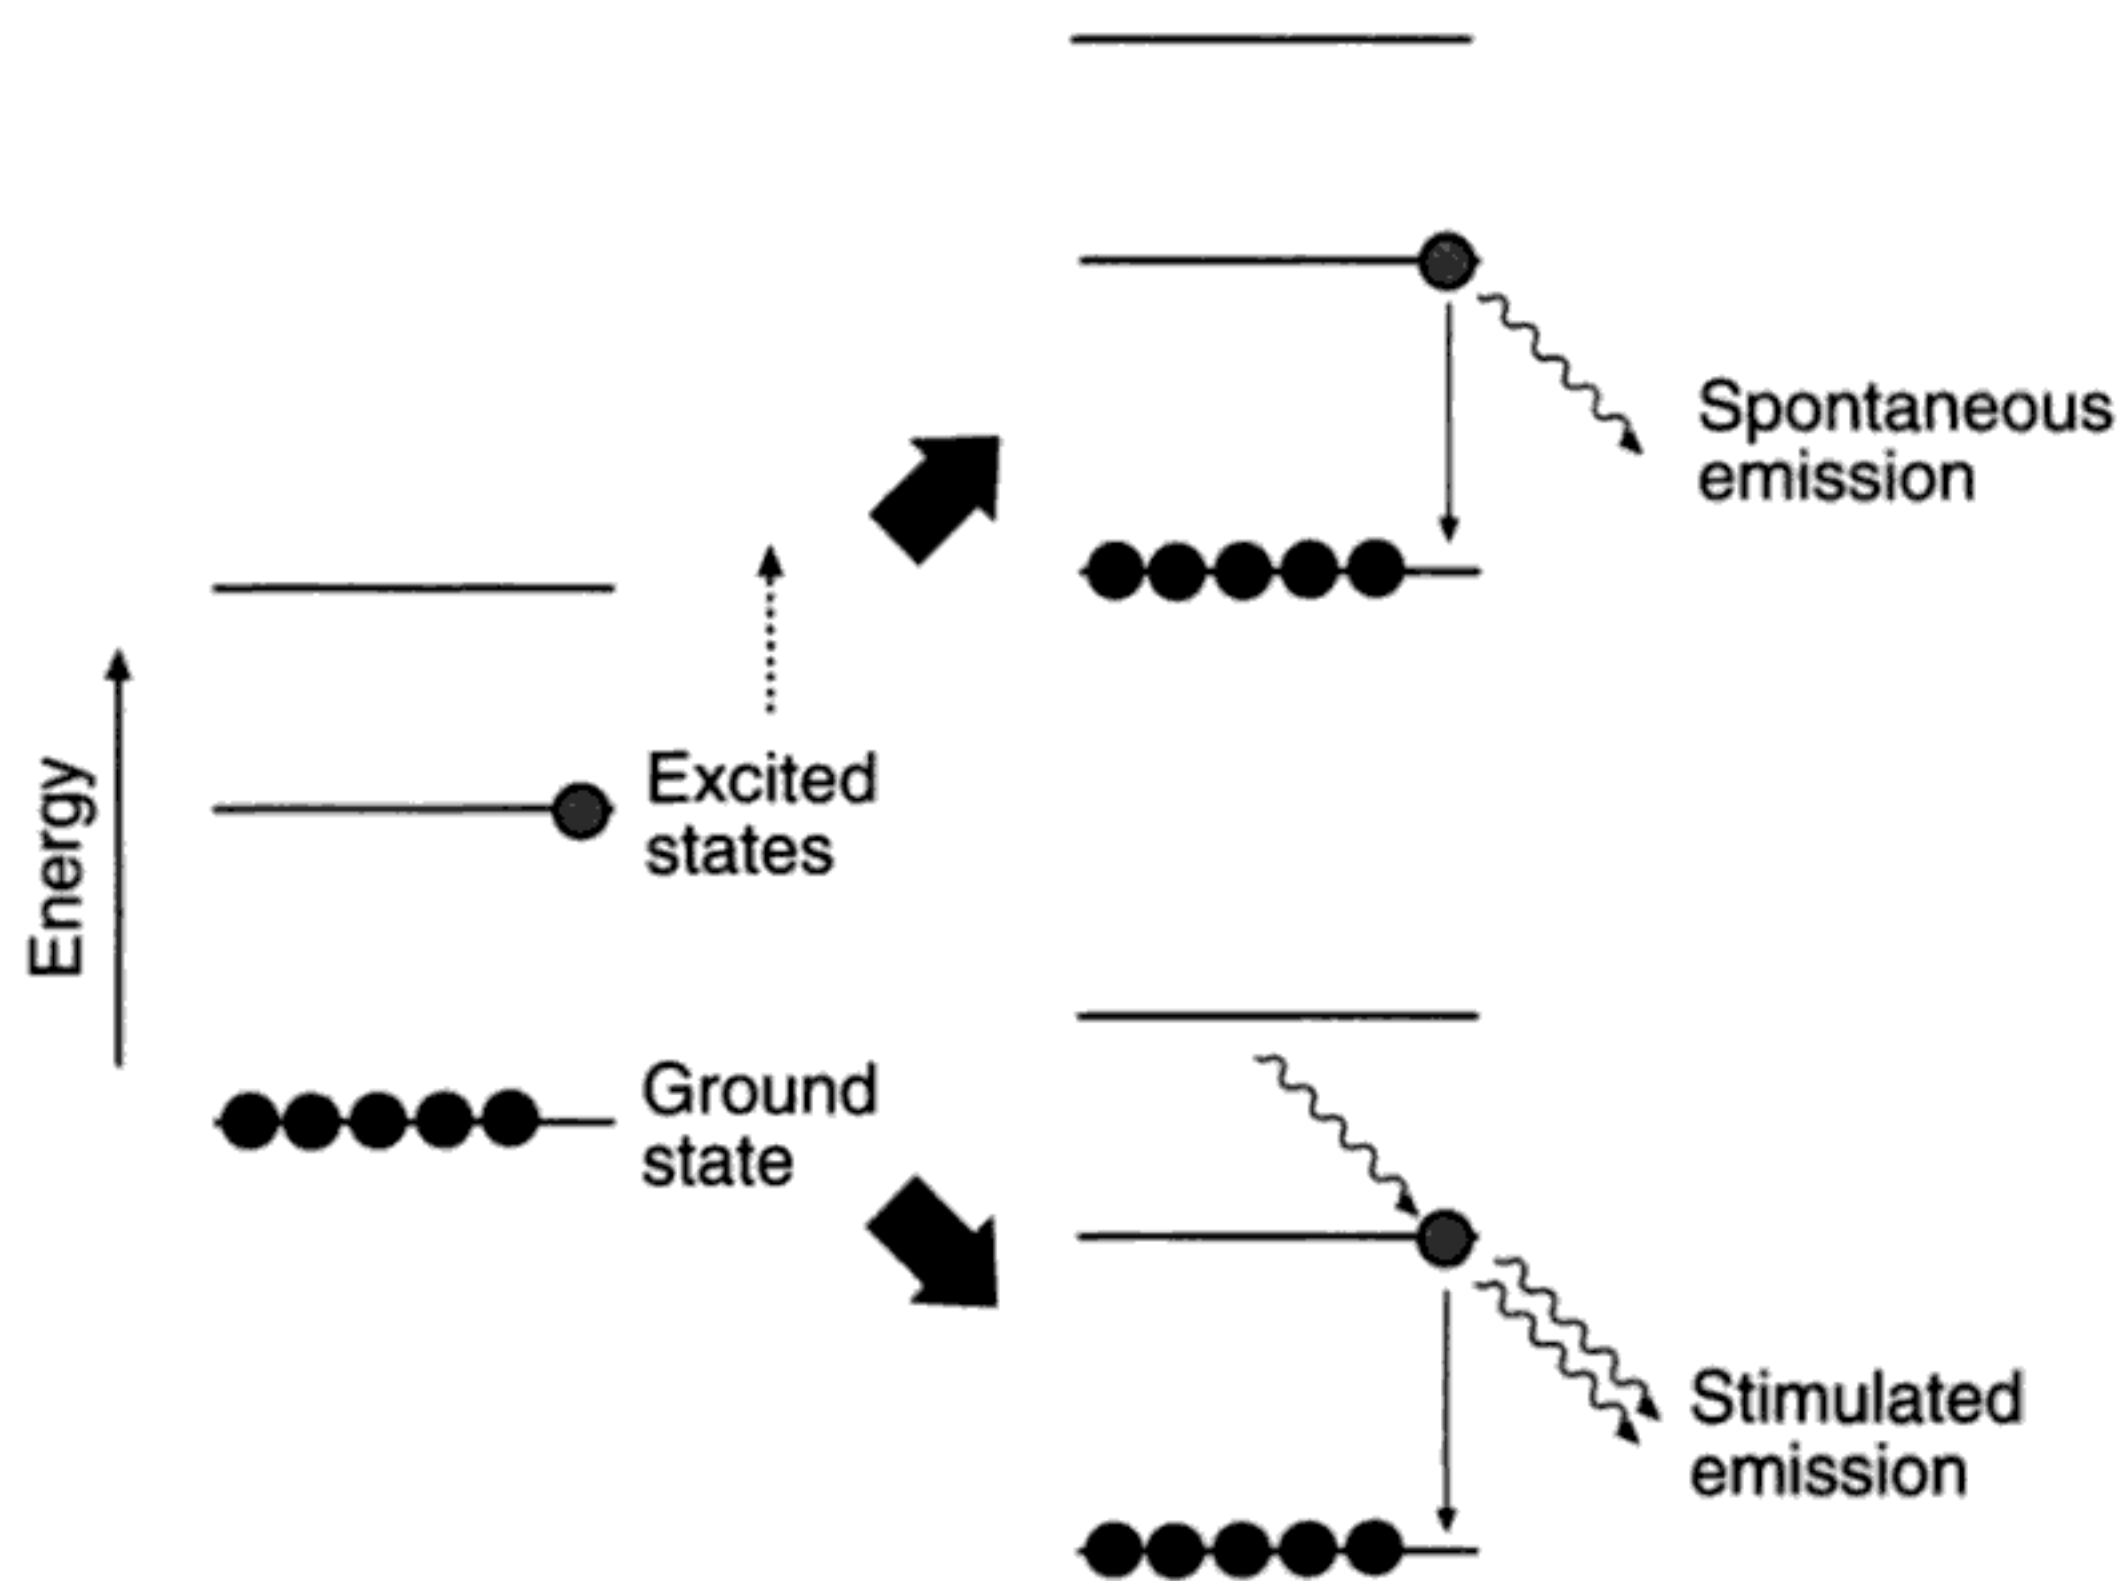 Energy
Excited
states
Ground
state
Spontaneous
emission
Stimulated
emission